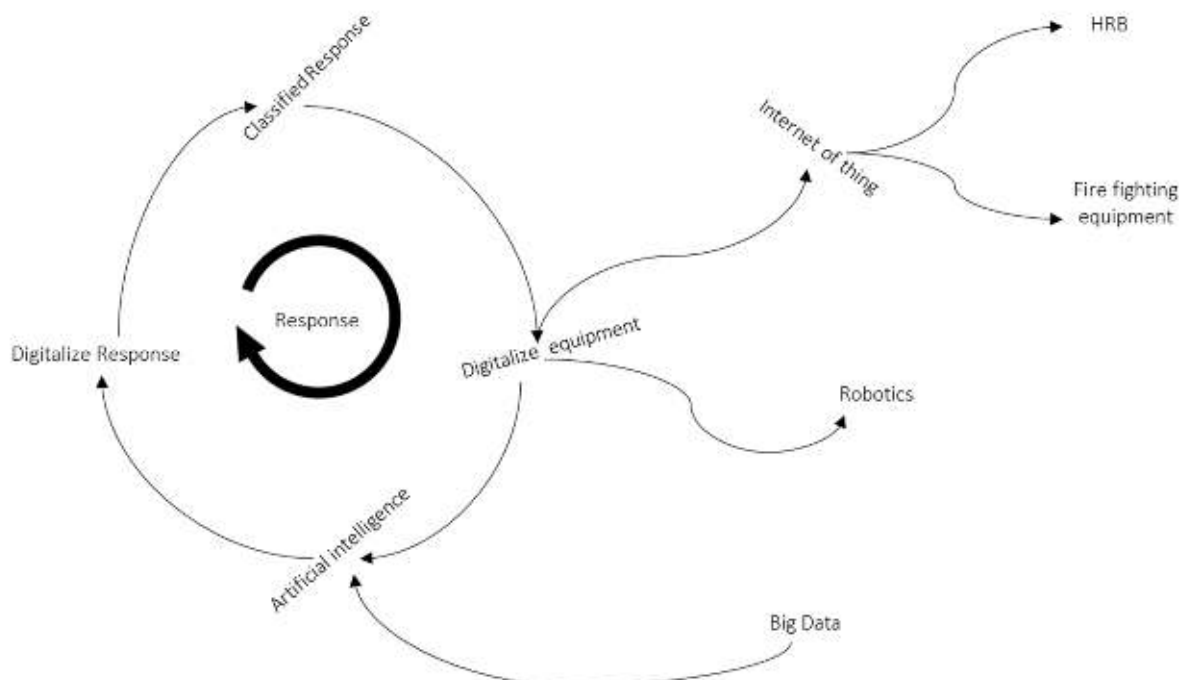 HRB
Classified Response
Internet of thing
Fire fighting
equipment
Response
Digitalize Response
Digitalize equipment
Robotics
Artificial intelligence
Big Data